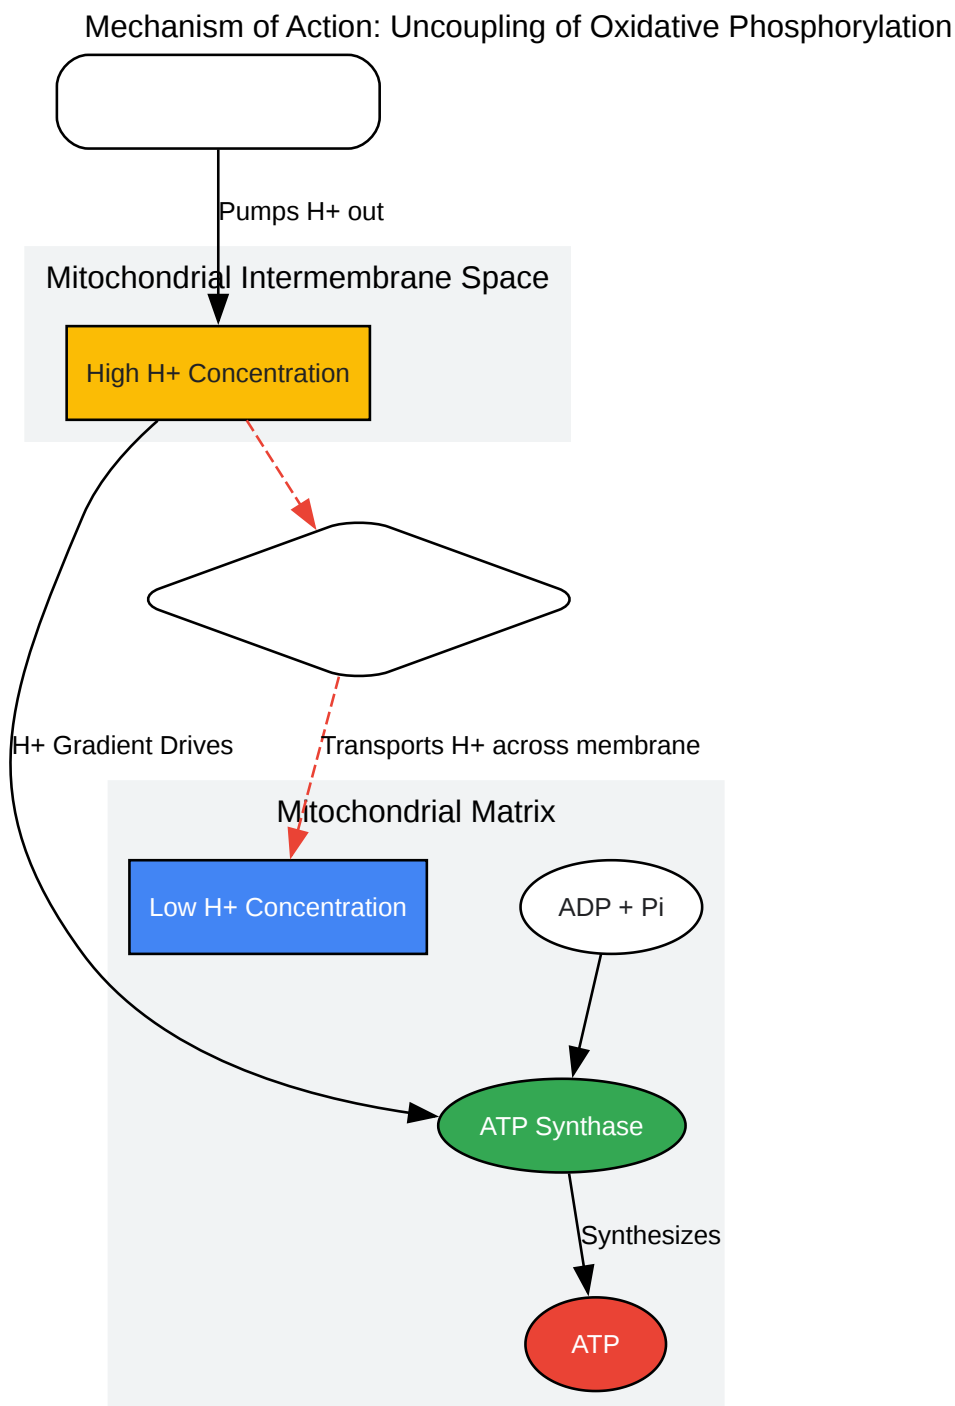 Mechanism of Action: Uncoupling of Oxidative Phosphorylation
Pumps H+ out
Mitochondrial Intermembrane Space
High H+ Concentration
H+ Gradient Drives
Transports H+ across membrane
Mitochondrial Matrix
Low H+ Concentration
ADP + Pi
ATP Synthase
Synthesizes
ATP